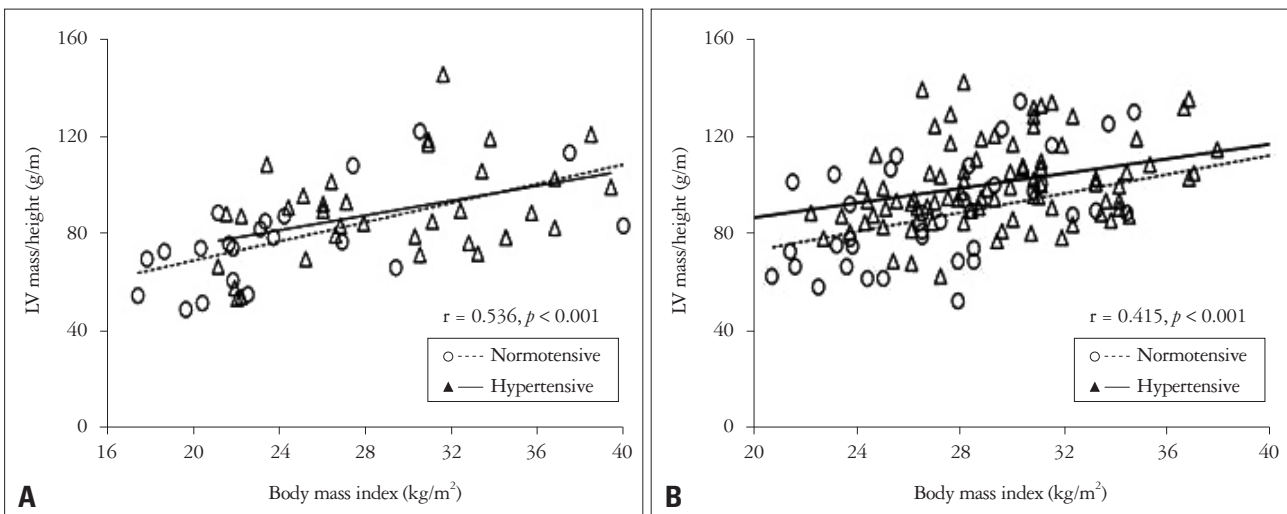 160
120
80
40
0
LV mass/height (g/m)
r = 0.536, p < 0.001
Normotensive
Hypertensive
16 20 24 28 32 36 40
Body mass index (kg/m²)
A
160
120
80
40
0
LV mass/height (g/m)
r = 0.415, p < 0.001
Normotensive
Hypertensive
20 24 28 32 36 40
Body mass index (kg/m²)
B